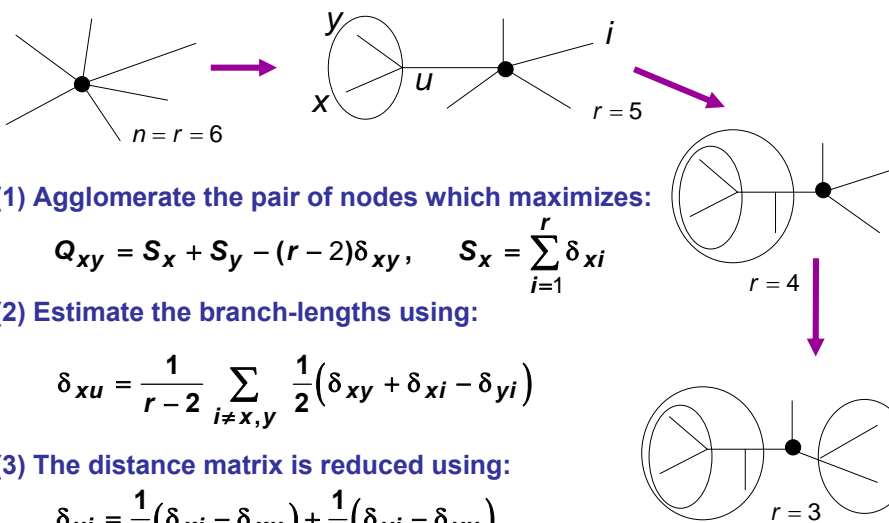 y
i
u
x
r = 5
n = r = 6
(1) Agglomerate the pair of nodes which maximizes:
Q_xy = S_x + S_y − (r − 2)δ_xy , S_x = ∑_{i=1}^{r} δ_xi
r = 4
(2) Estimate the branch-lengths using:
δ_xu = 1/(r − 2) ∑_{i≠x,y} 1/2 (δ_xy + δ_xi − δ_yi)
(3) The distance matrix is reduced using:
r = 3